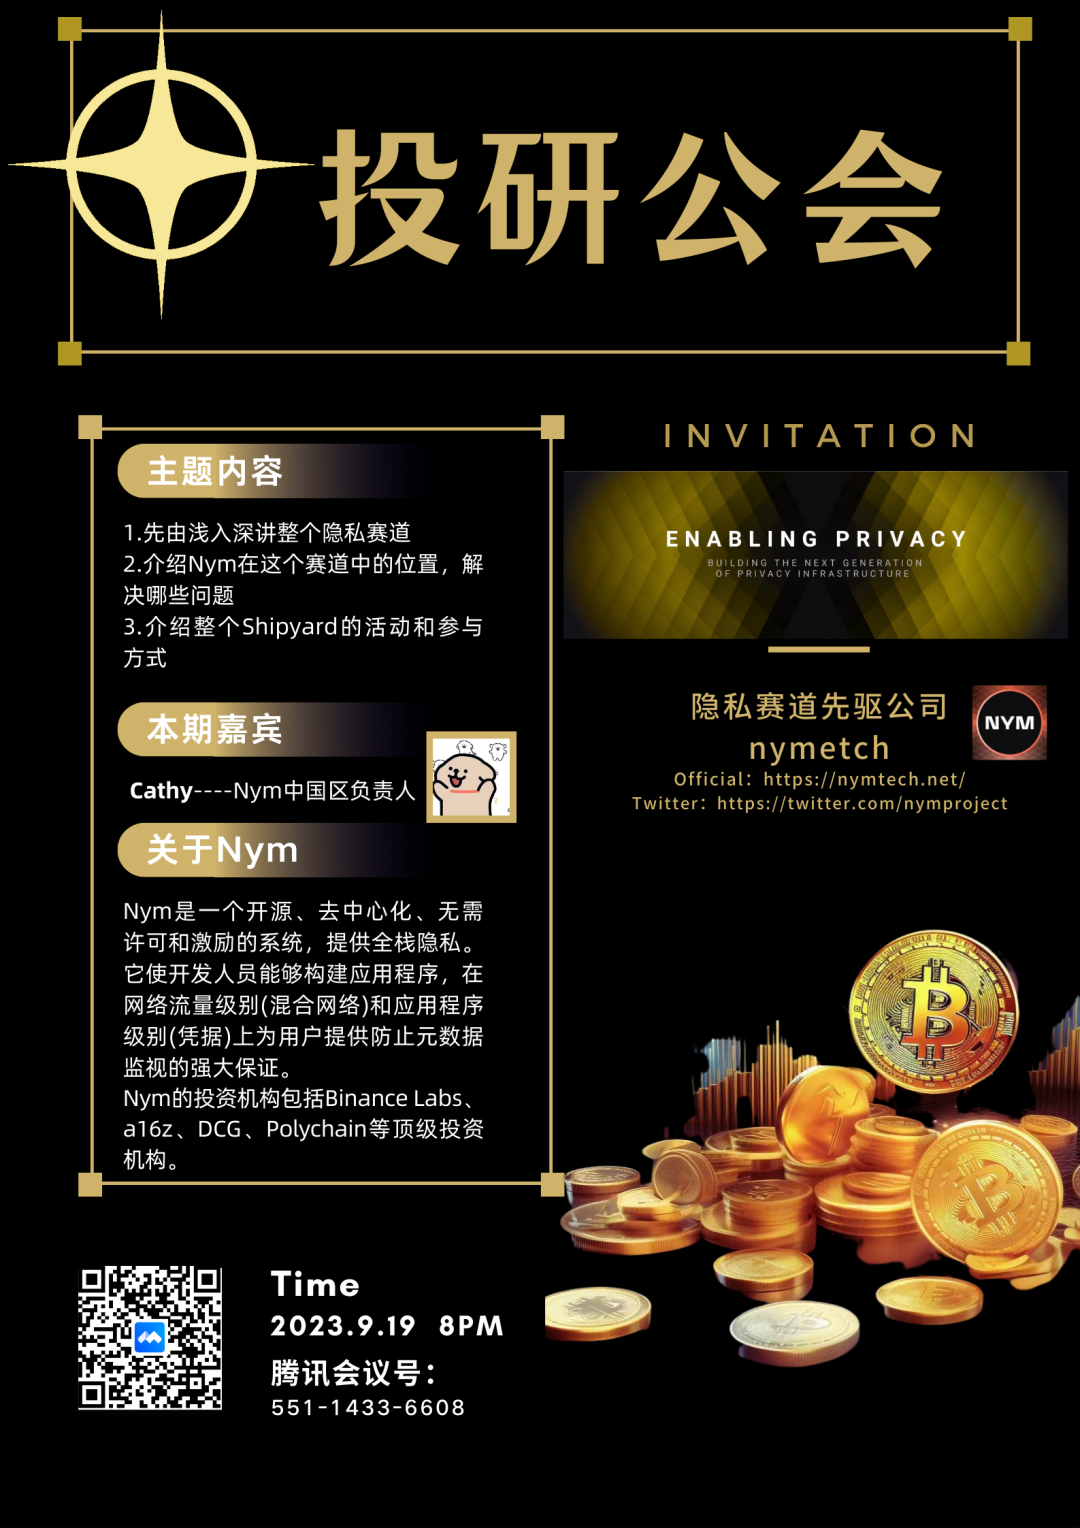 投研公会
主题内容
1.先由浅入深讲整个隐私赛道
2.介绍Nym在这个赛道中的位置，解
决哪些问题
3.介绍整个Shipyard的活动和参与
方式
本期嘉宾
Cathy----Nym中国区负责人
关于Nym
Nym是一个开源、去中心化、无需
许可和激励的系统，提供全栈隐私。
它使开发人员能够构建应用程序，在
网络流量级别(混合网络)和应用程序
级别(凭据)上为用户提供防止元数据
监视的强大保证。
Nym的投资机构包括Binance Labs、
a16z、DCG、Polychain等顶级投资
机构。
INVITATION
ENABLING PRIVACY
BUILDING THE NEXT GENERATION
OF PRIVACY INFRASTRUCTURE
隐私赛道先驱公司
nymetch
NYM
Official：https://nymtech.net/
Twitter：https://twitter.com/nymproject
Time
2023.9.19 8PM
腾讯会议号：
551-1433-6608